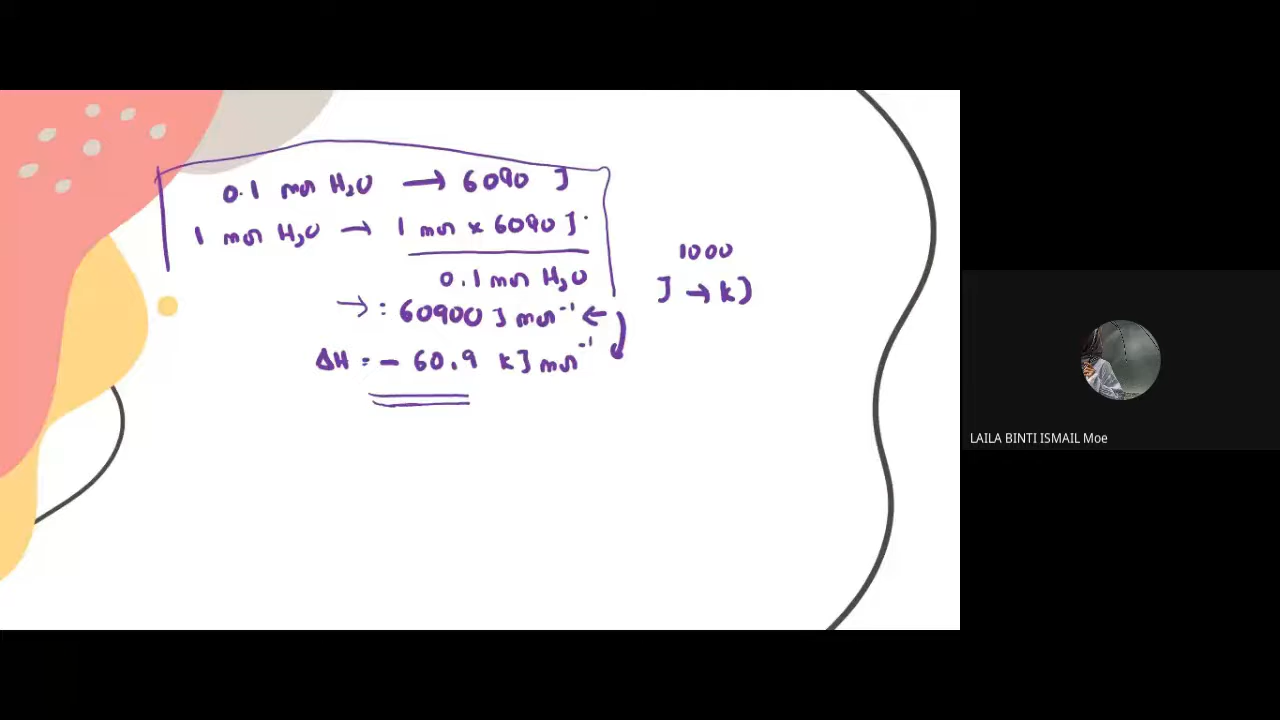 0.1 mol H₂O → 6090 J
1 mol H₂O → 1 mol × 6090 J
0.1 mol H₂O
→ : 60900 J mol⁻¹ ←
ΔH = - 60.9 kJ mol⁻¹
1000
J → kJ
LAILA BINTI ISMAIL Moe